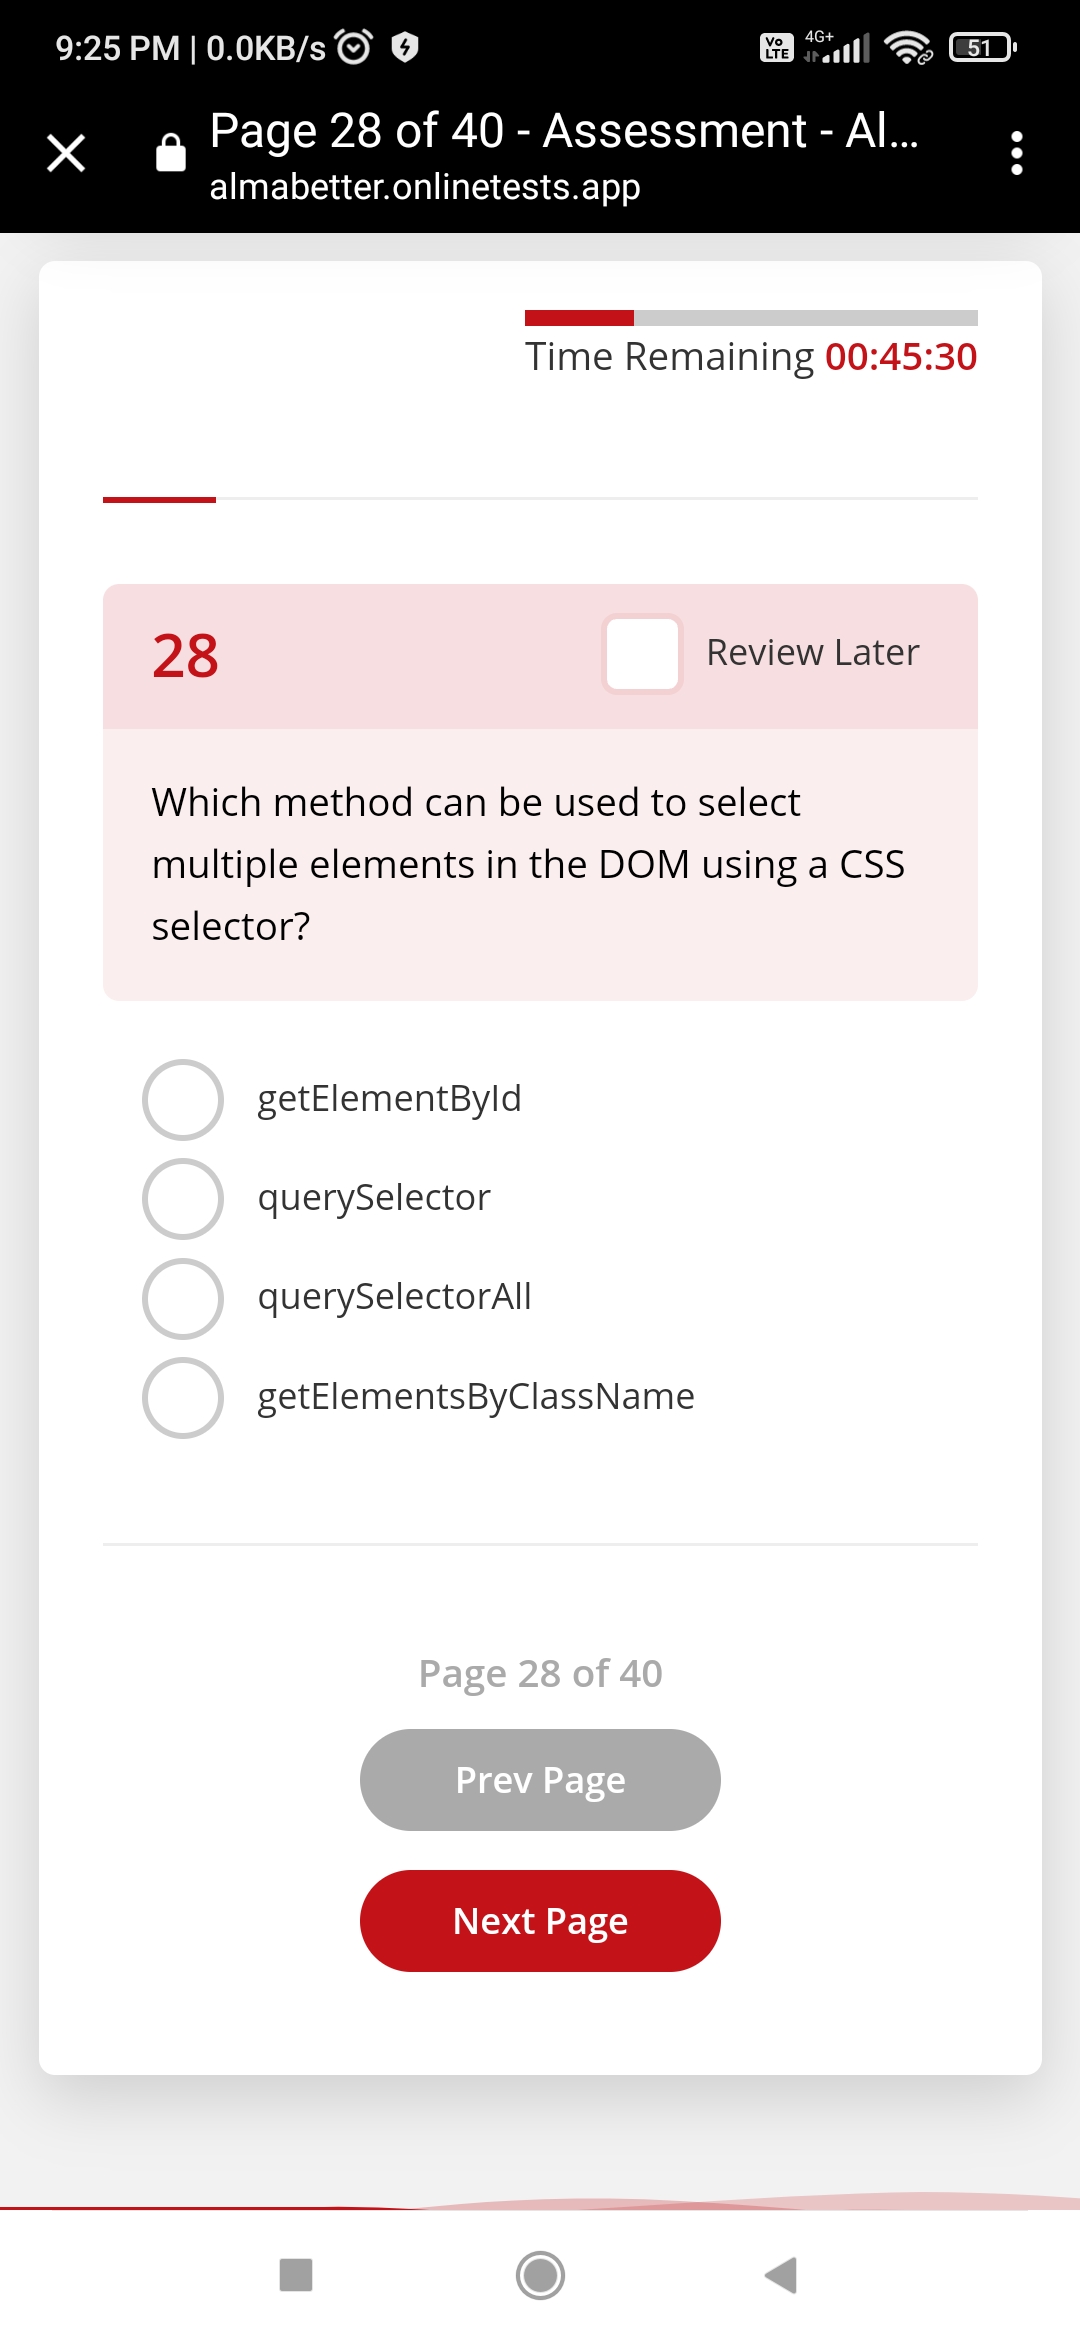 9:25 PM | 0.0KB/s
Vo LTE 4G+ 51
Page 28 of 40 - Assessment - Al...
almabetter.onlinetests.app
Time Remaining 00:45:30
28
Review Later
Which method can be used to select
multiple elements in the DOM using a CSS
selector?
getElementById
querySelector
querySelectorAll
getElementsByClassName
Page 28 of 40
Prev Page
Next Page